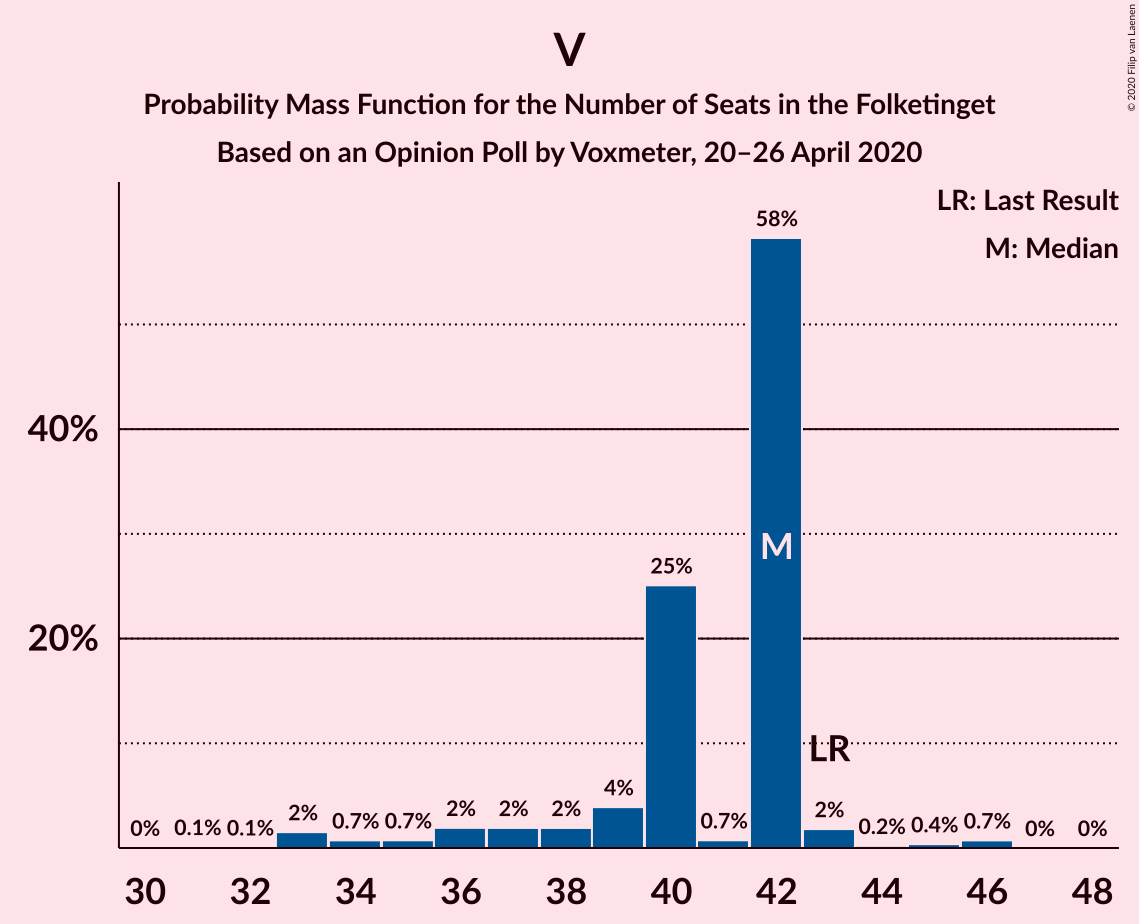 V
Probability Mass Function for the Number of Seats in the Folketinget
Based on an Opinion Poll by Voxmeter, 20–26 April 2020
© 2020 Filip van Laenen
LR: Last Result
M: Median
58%
40%
M
25%
20%
LR
0% 0.1% 0.1% 2% 0.7% 0.7% 2% 2% 2% 4% 0.7% 2% 0.2% 0.4% 0.7% 0% 0%
30 32 34 36 38 40 42 44 46 48